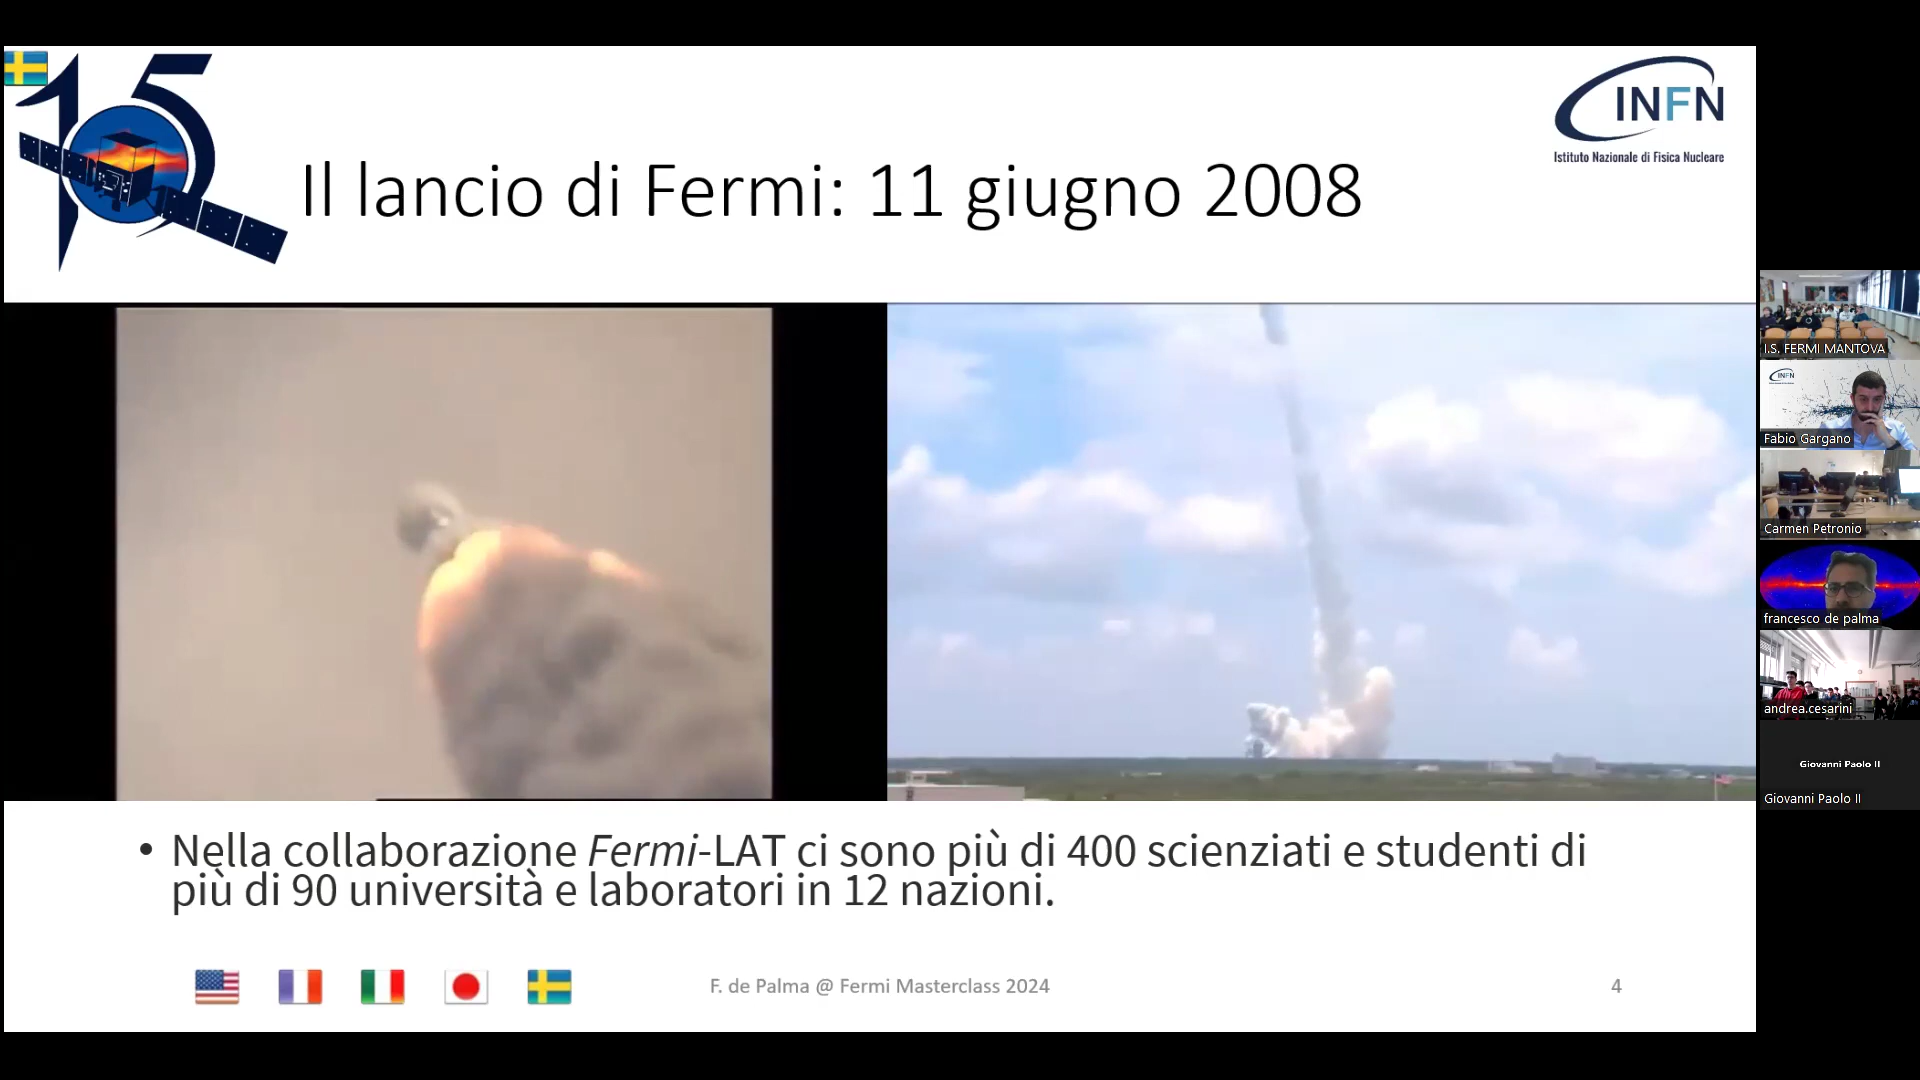 15
INFN
Istituto Nazionale di Fisica Nucleare
Il lancio di Fermi: 11 giugno 2008
• Nella collaborazione Fermi-LAT ci sono più di 400 scienziati e studenti di
più di 90 università e laboratori in 12 nazioni.
F. de Palma @ Fermi Masterclass 2024
4
I.S. FERMI MANTOVA
INFN
Fabio Gargano
Carmen Petronio
francesco de palma
andrea.cesarini
Giovanni Paolo II
Giovanni Paolo II